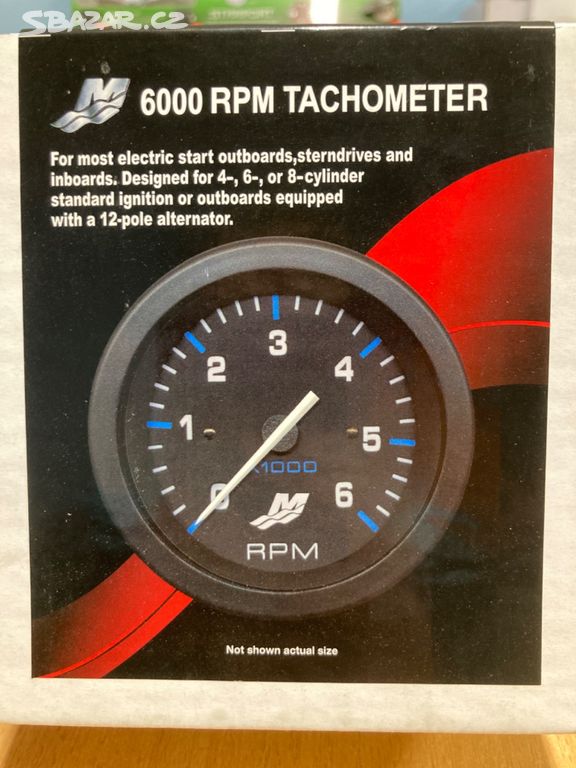 SBAZAR.CZ
6000 RPM TACHOMETER
For most electric start outboards,sterndrives and
inboards. Designed for 4-, 6-, or 8-cylinder
standard ignition or outboards equipped
with a 12-pole alternator.
3
2 4
1 5
X1000
0 6
M
RPM
Not shown actual size